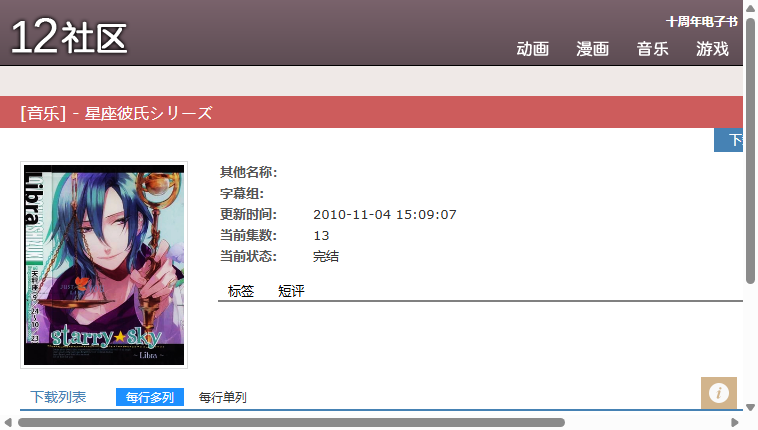 十周年电子书
12社区
动画 漫画 音乐 游戏
[音乐] - 星座彼氏シリーズ
Libra
天秤座
9/24~10/23
starry★sky
~ Libra ~
其他名称:
字幕组:
更新时间: 2010-11-04 15:09:07
当前集数: 13
当前状态: 完结
标签 短评
下载列表 每行多列 每行单列